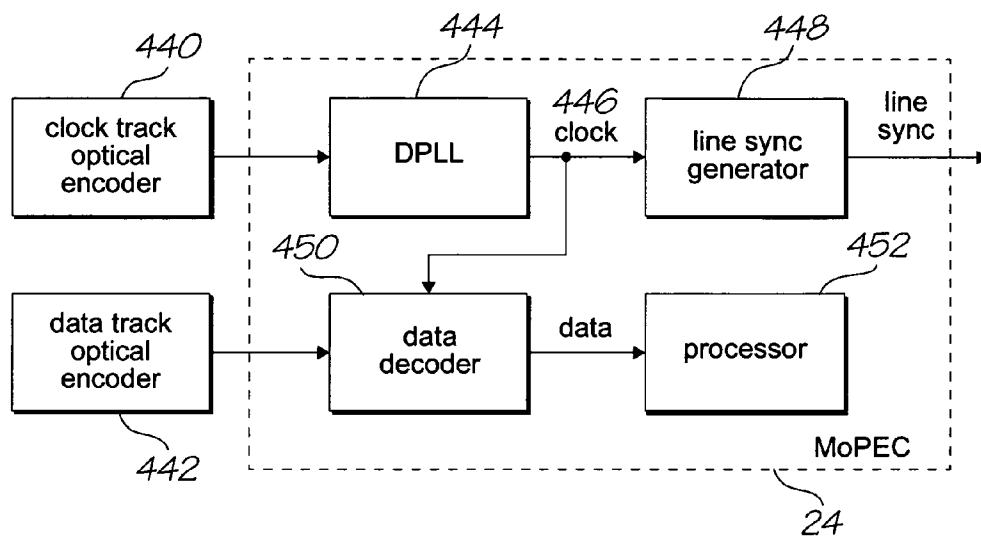 440
444
448
clock track
optical
encoder
DPLL
446
clock
line sync
generator
line
sync
450
452
data track
optical
encoder
data
decoder
data
processor
442
MoPEC
24